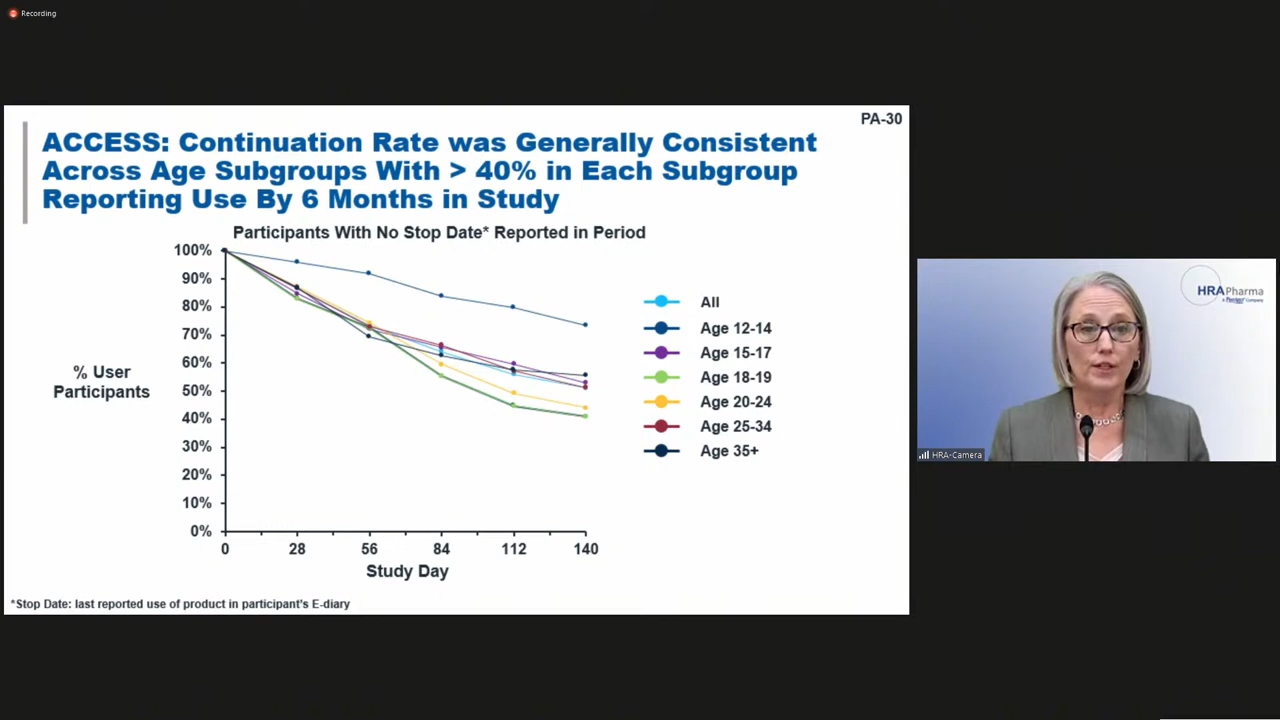 Recording
PA-30
ACCESS: Continuation Rate was Generally Consistent
Across Age Subgroups With > 40% in Each Subgroup
Reporting Use By 6 Months in Study
Participants With No Stop Date* Reported in Period
100%
90%
80%
70%
60%
50%
40%
30%
20%
10%
0%
% User
Participants
0 28 56 84 112 140
Study Day
All
Age 12-14
Age 15-17
Age 18-19
Age 20-24
Age 25-34
Age 35+
*Stop Date: last reported use of product in participant's E-diary
HRA Pharma
A Perrigo Company
HRA-Camera